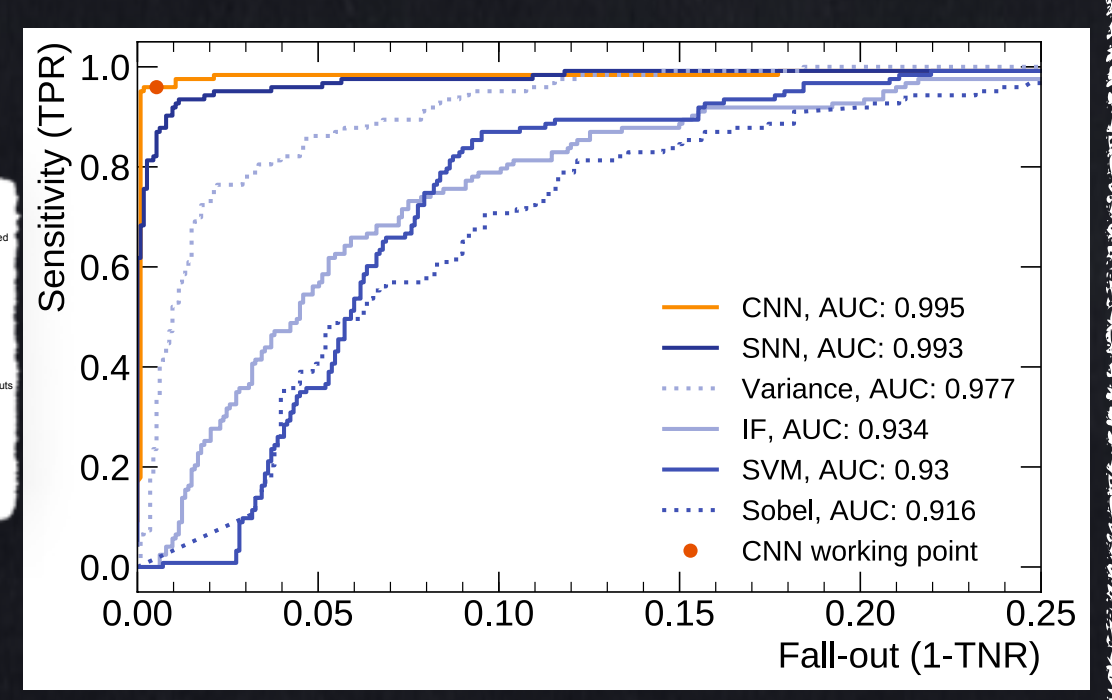 Sensitivity (TPR)
1.0
0.8
0.6
0.4
0.2
0.0
CNN, AUC: 0.995
SNN, AUC: 0.993
Variance, AUC: 0.977
IF, AUC: 0.934
SVM, AUC: 0.93
Sobel, AUC: 0.916
CNN working point
0.00 0.05 0.10 0.15 0.20 0.25
Fall-out (1-TNR)